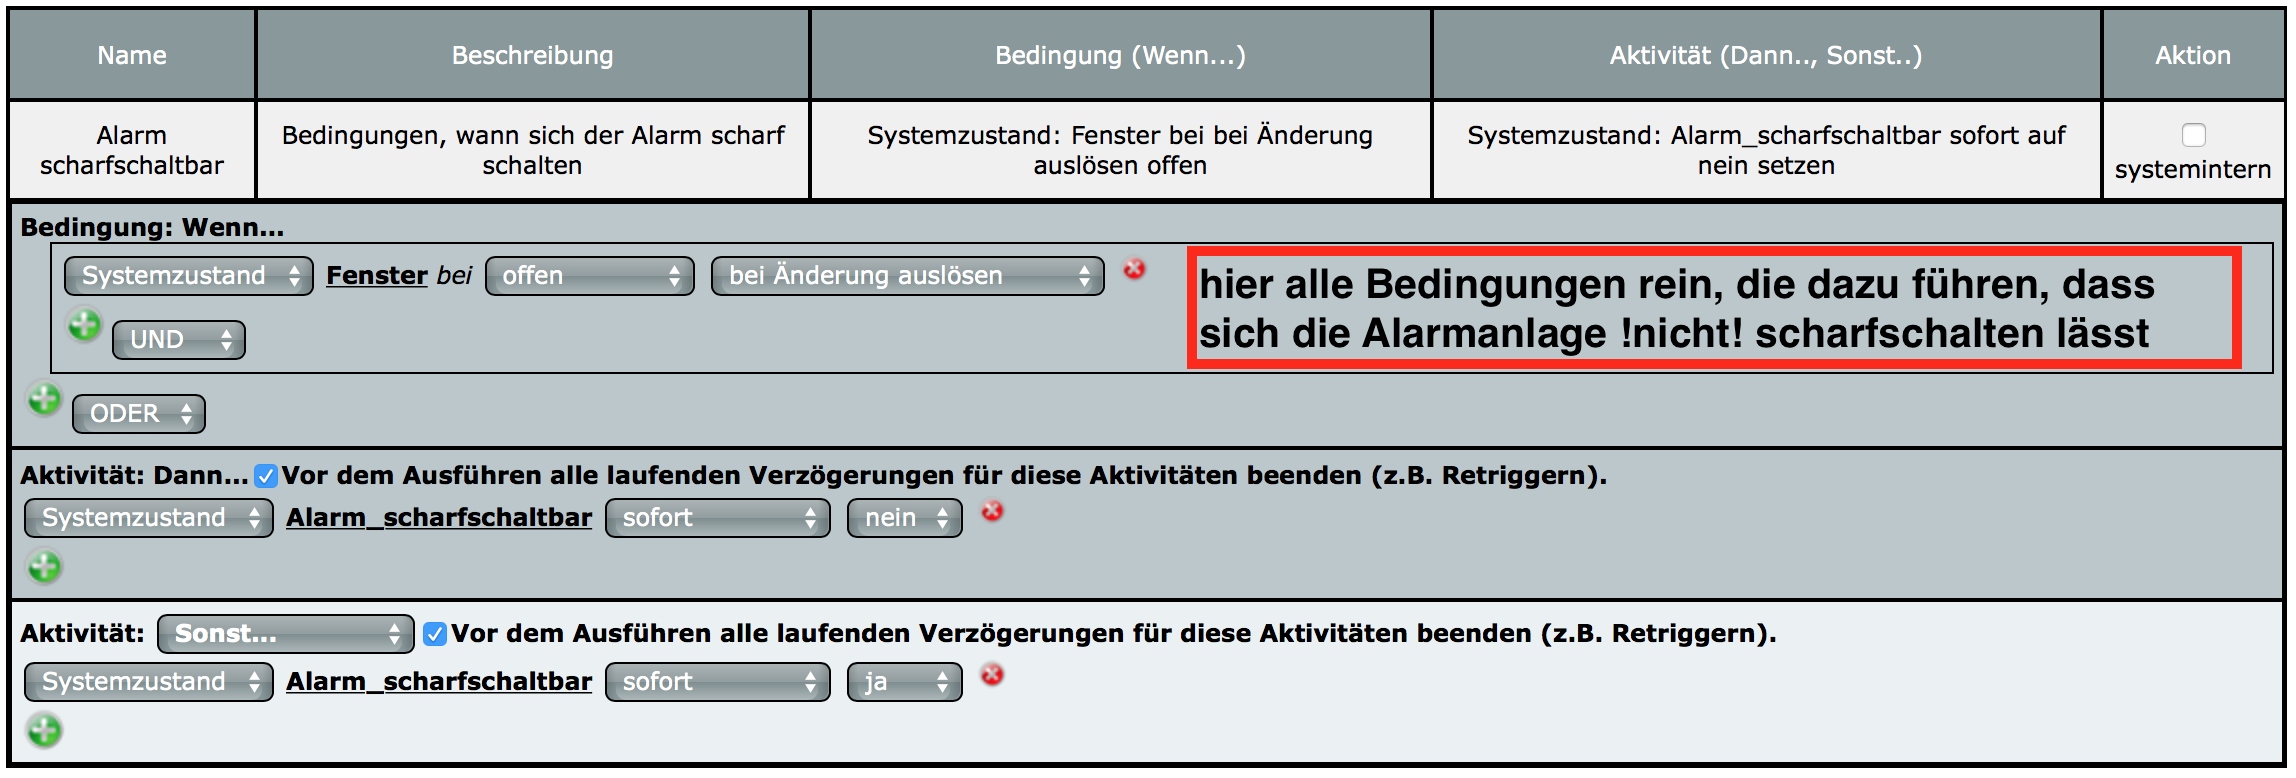 Name Beschreibung Bedingung (Wenn...) Aktivität (Dann.., Sonst..) Aktion
Alarm scharfschaltbar
Bedingungen, wann sich der Alarm scharf
schalten
Systemzustand: Fenster bei bei Änderung
auslösen offen
Systemzustand: Alarm_scharfschaltbar sofort auf
nein setzen
systemintern
Bedingung: Wenn...
Systemzustand Fenster bei offen bei Änderung auslösen
hier alle Bedingungen rein, die dazu führen, dass
sich die Alarmanlage !nicht! scharfschalten lässt
UND
ODER
Aktivität: Dann... Vor dem Ausführen alle laufenden Verzögerungen für diese Aktivitäten beenden (z.B. Retriggern).
Systemzustand Alarm_scharfschaltbar sofort nein
Aktivität: Sonst... Vor dem Ausführen alle laufenden Verzögerungen für diese Aktivitäten beenden (z.B. Retriggern).
Systemzustand Alarm_scharfschaltbar sofort ja